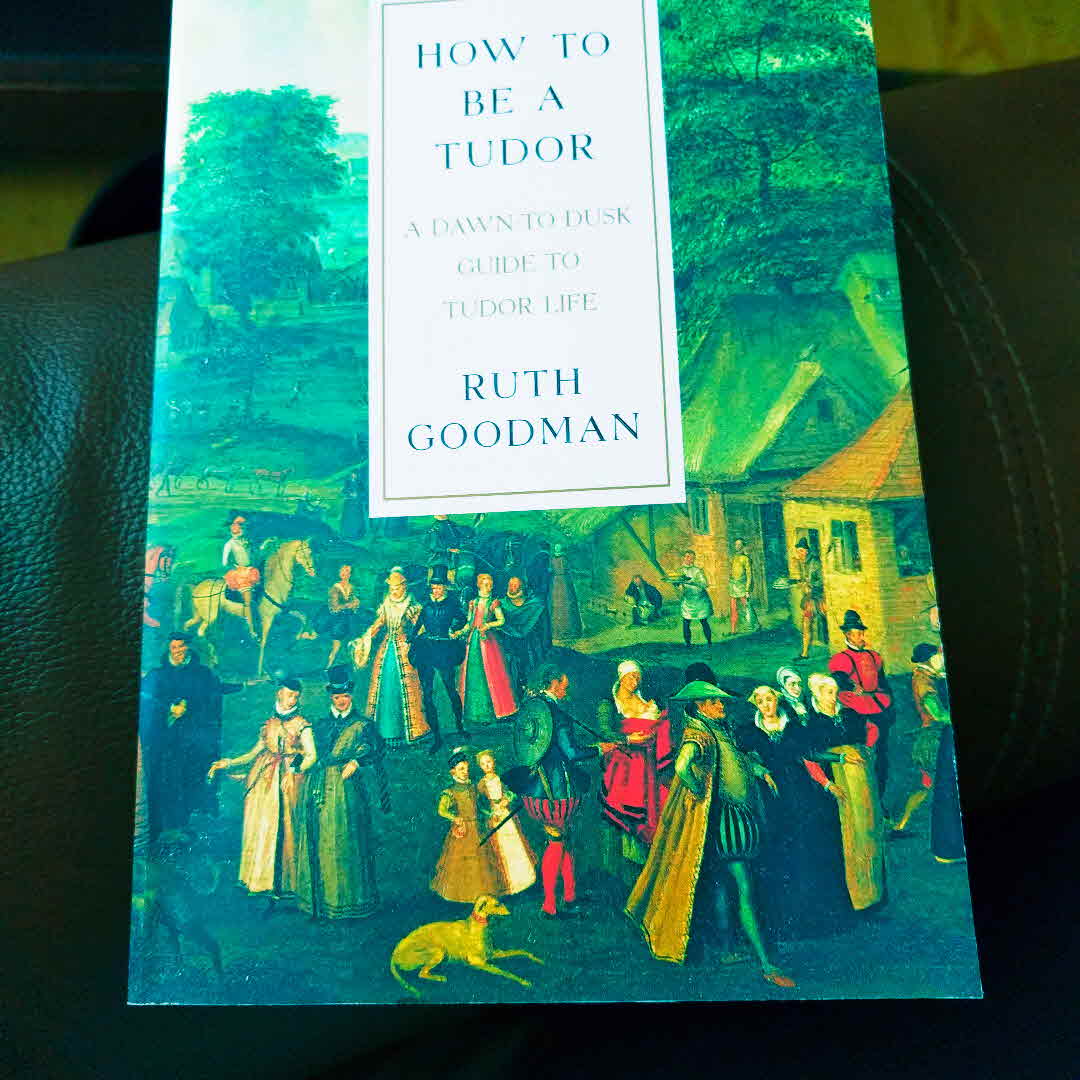 HOW TO
BE A
TUDOR
A DAWN TO DUSK
GUIDE TO
TUDOR LIFE
RUTH
GOODMAN